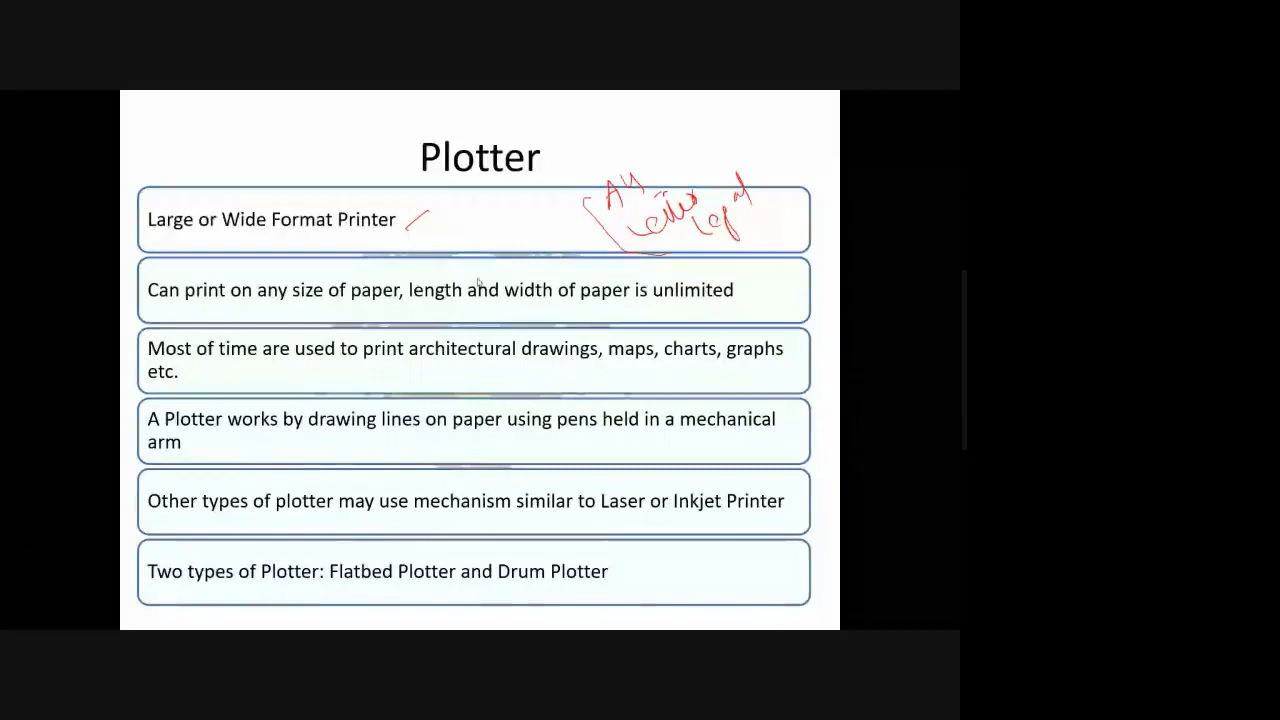 Plotter
Large or Wide Format Printer
A4
Letter
Legal
Can print on any size of paper, length and width of paper is unlimited
Most of time are used to print architectural drawings, maps, charts, graphs
etc.
A Plotter works by drawing lines on paper using pens held in a mechanical
arm
Other types of plotter may use mechanism similar to Laser or Inkjet Printer
Two types of Plotter: Flatbed Plotter and Drum Plotter